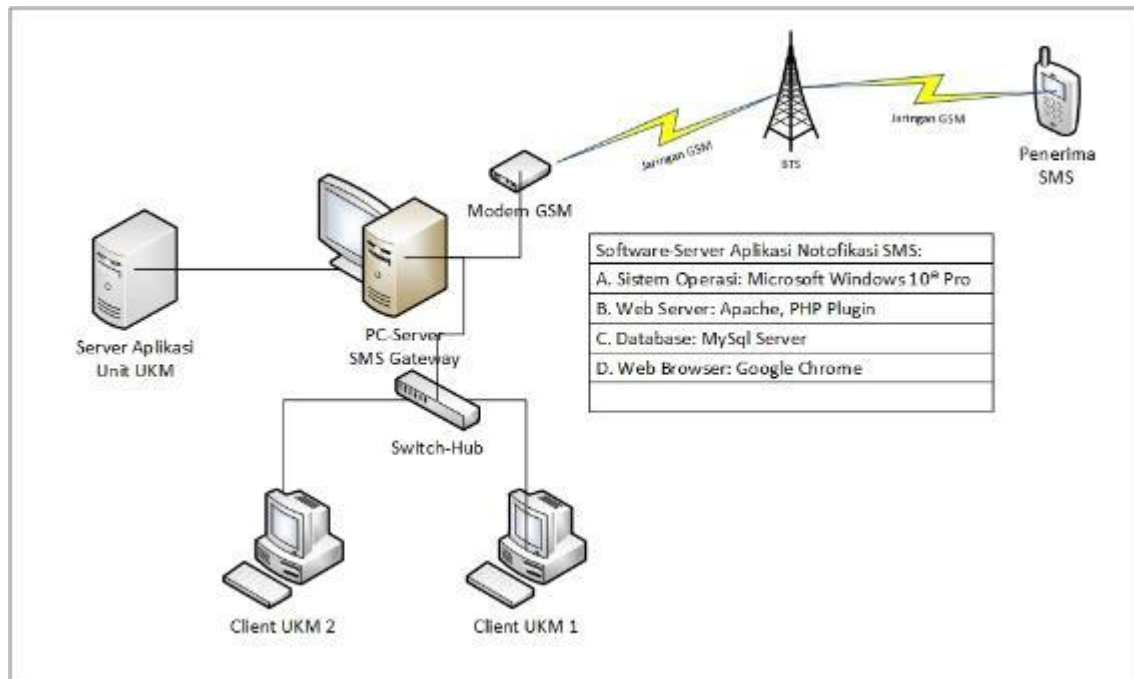 Jaringan GSM
Jaringan GSM
BTS
Penerima
SMS
Modem GSM
Server Aplikasi
Unit UKM
PC-Server
SMS Gateway
Software-Server Aplikasi Notofikasi SMS:
A. Sistem Operasi: Microsoft Windows 10® Pro
B. Web Server: Apache, PHP Plugin
C. Database: MySql Server
D. Web Browser: Google Chrome
Switch-Hub
Client UKM 2
Client UKM 1